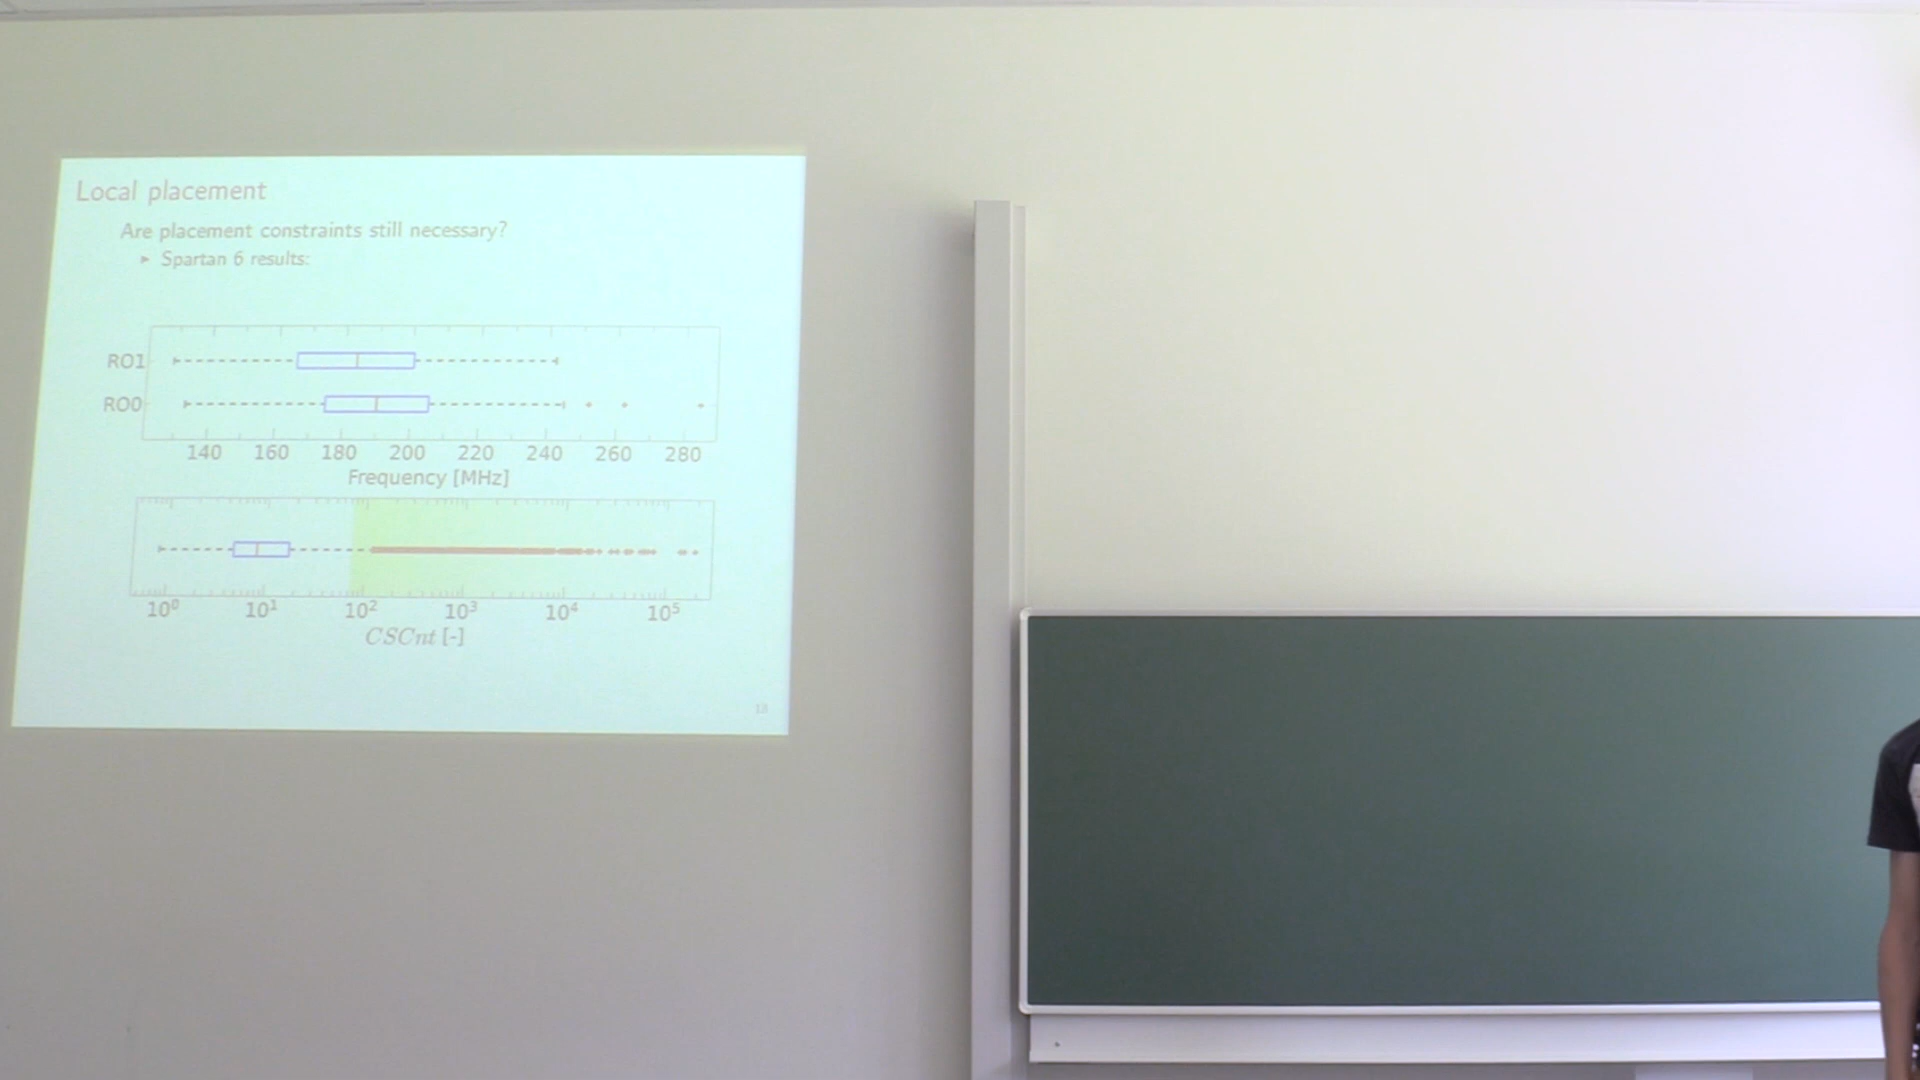 Local placement
Are placement constraints still necessary?
▸ Spartan 6 results:
RO1
RO0
140 160 180 200 220 240 260 280
Frequency [MHz]
10⁰ 10¹ 10² 10³ 10⁴ 10⁵
CSCnt [-]